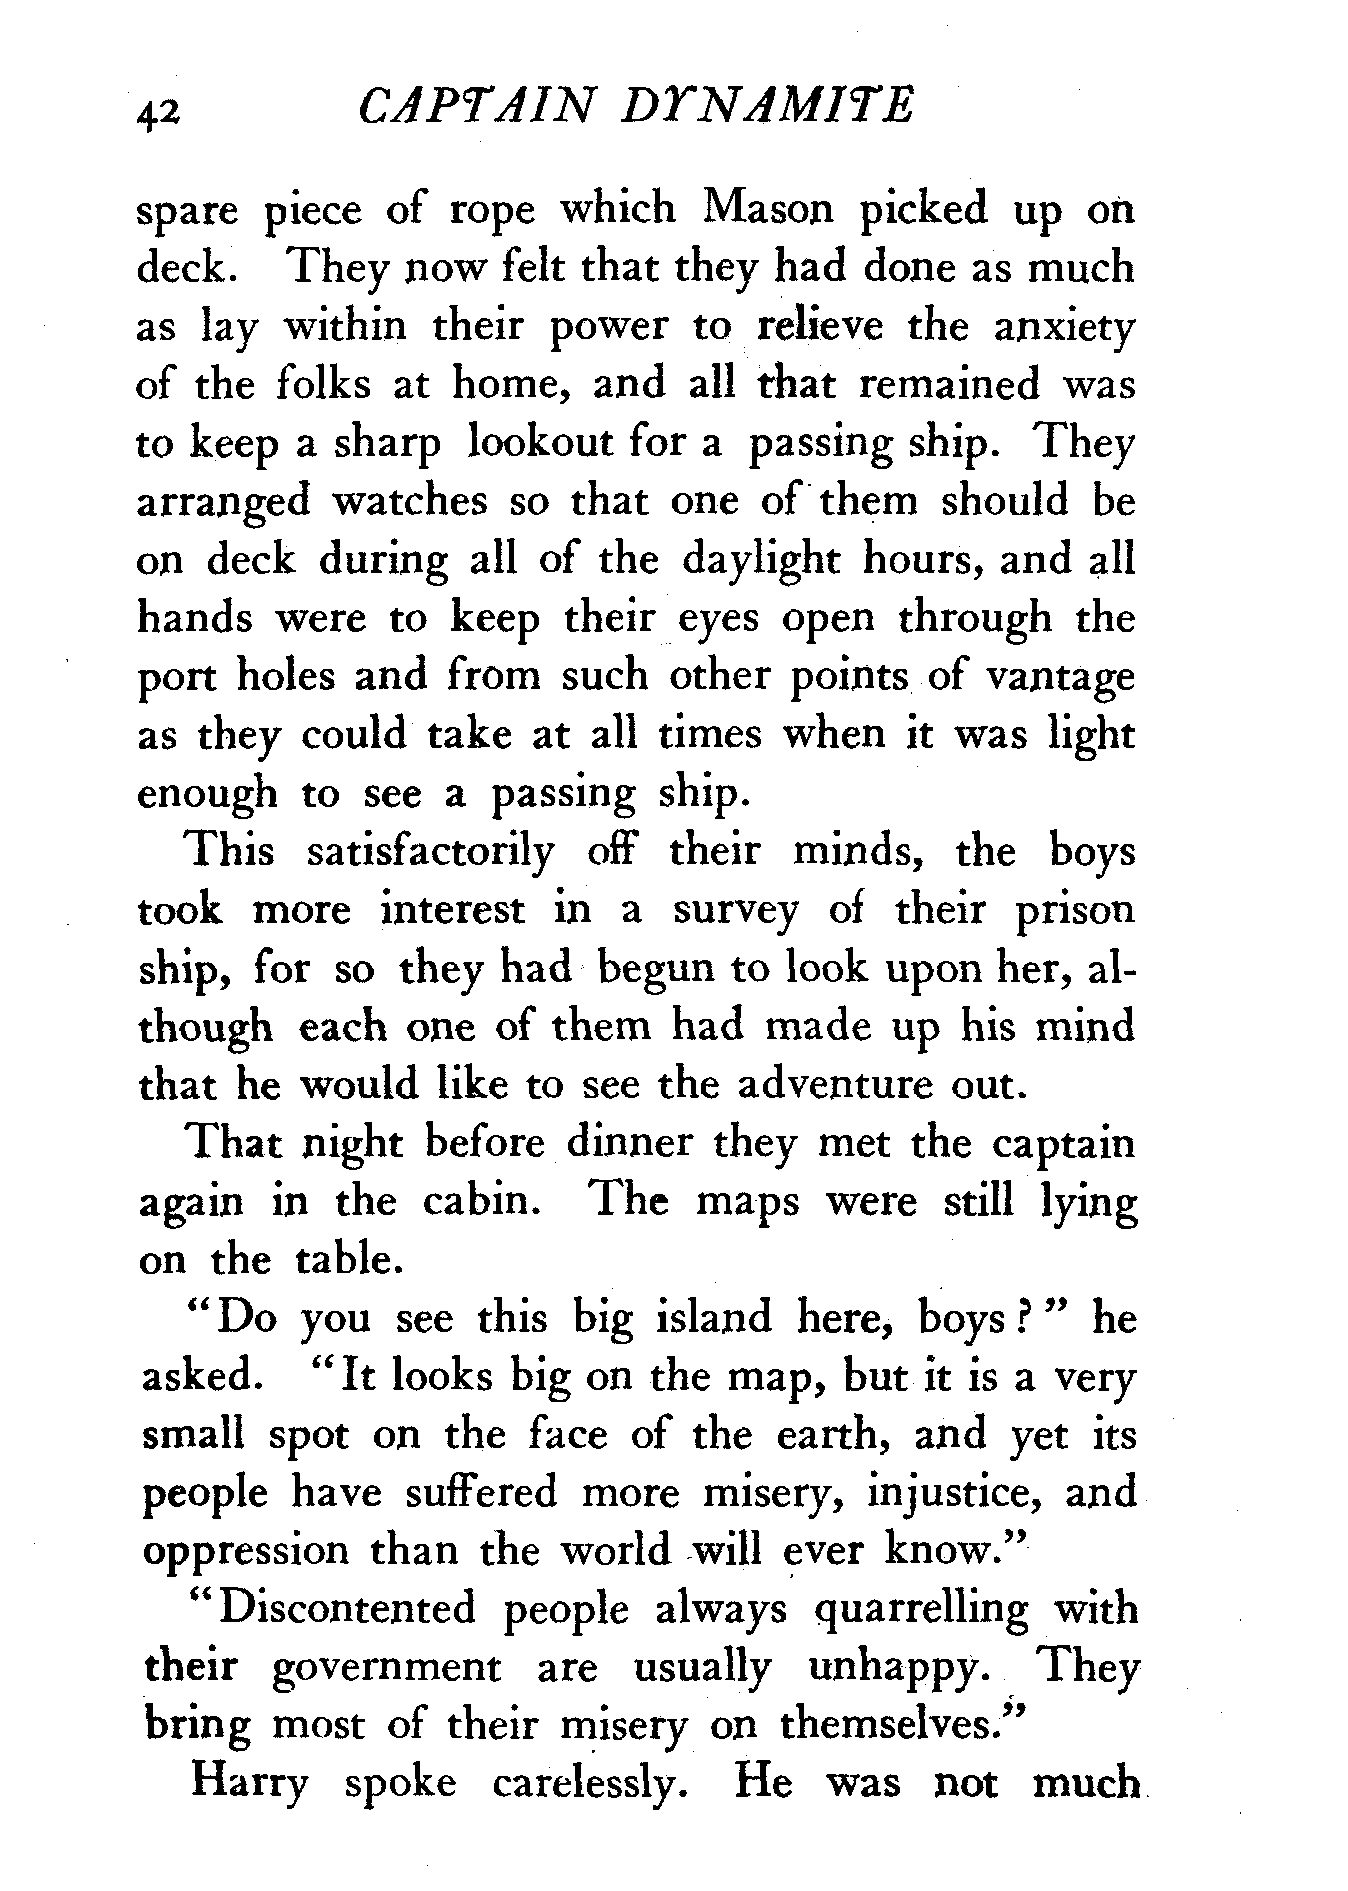 42 CAPTAIN DYNAMITE
spare piece of rope which Mason picked up on
deck. They now felt that they had done as much
as lay within their power to relieve the anxiety
of the folks at home, and all that remained was
to keep a sharp lookout for a passing ship. They
arranged watches so that one of them should be
on deck during all of the daylight hours, and all
hands were to keep their eyes open through the
port holes and from such other points of vantage
as they could take at all times when it was light
enough to see a passing ship.
This satisfactorily off their minds, the boys
took more interest in a survey of their prison
ship, for so they had begun to look upon her, al-
though each one of them had made up his mind
that he would like to see the adventure out.
That night before dinner they met the captain
again in the cabin. The maps were still lying
on the table.
"Do you see this big island here, boys?" he
asked. "It looks big on the map, but it is a very
small spot on the face of the earth, and yet its
people have suffered more misery, injustice, and
oppression than the world will ever know."
"Discontented people always quarrelling with
their government are usually unhappy. They
bring most of their misery on themselves."
Harry spoke carelessly. He was not much